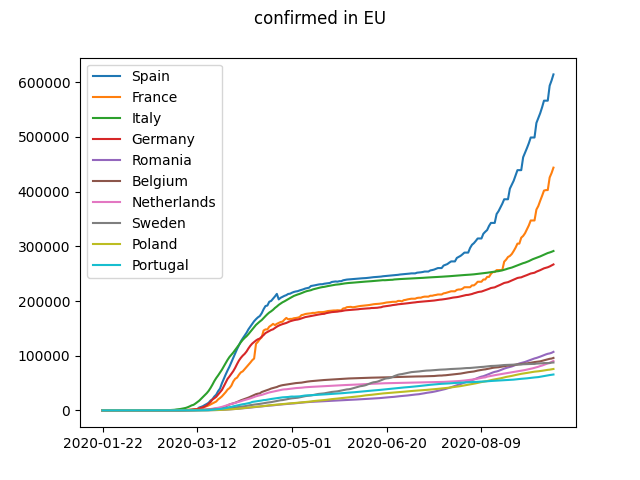 confirmed in EU
600000
500000
400000
300000
200000
100000
0
Spain
France
Italy
Germany
Romania
Belgium
Netherlands
Sweden
Poland
Portugal
2020-01-22 2020-03-12 2020-05-01 2020-06-20 2020-08-09